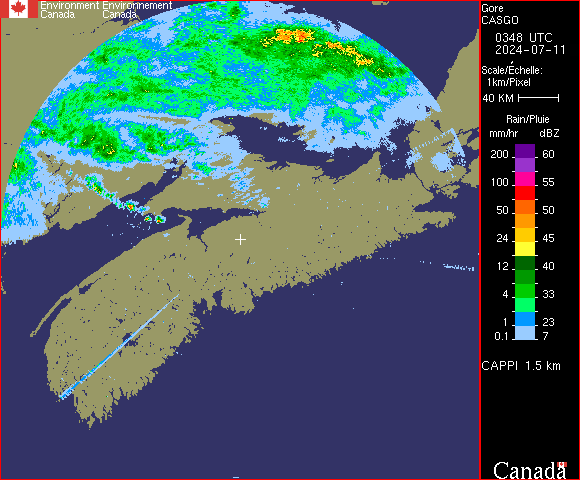 Environment Environnement
Canada Canada
Gore
CASGO
0348 UTC
2024-07-11
Scale/Échelle:
1km/Pixel
40 KM
Rain/Pluie
mm/hr dBZ
200 60
100 55
50 50
24 45
12 40
4 33
1 23
0.1 7
CAPPI 1.5 km
Canada